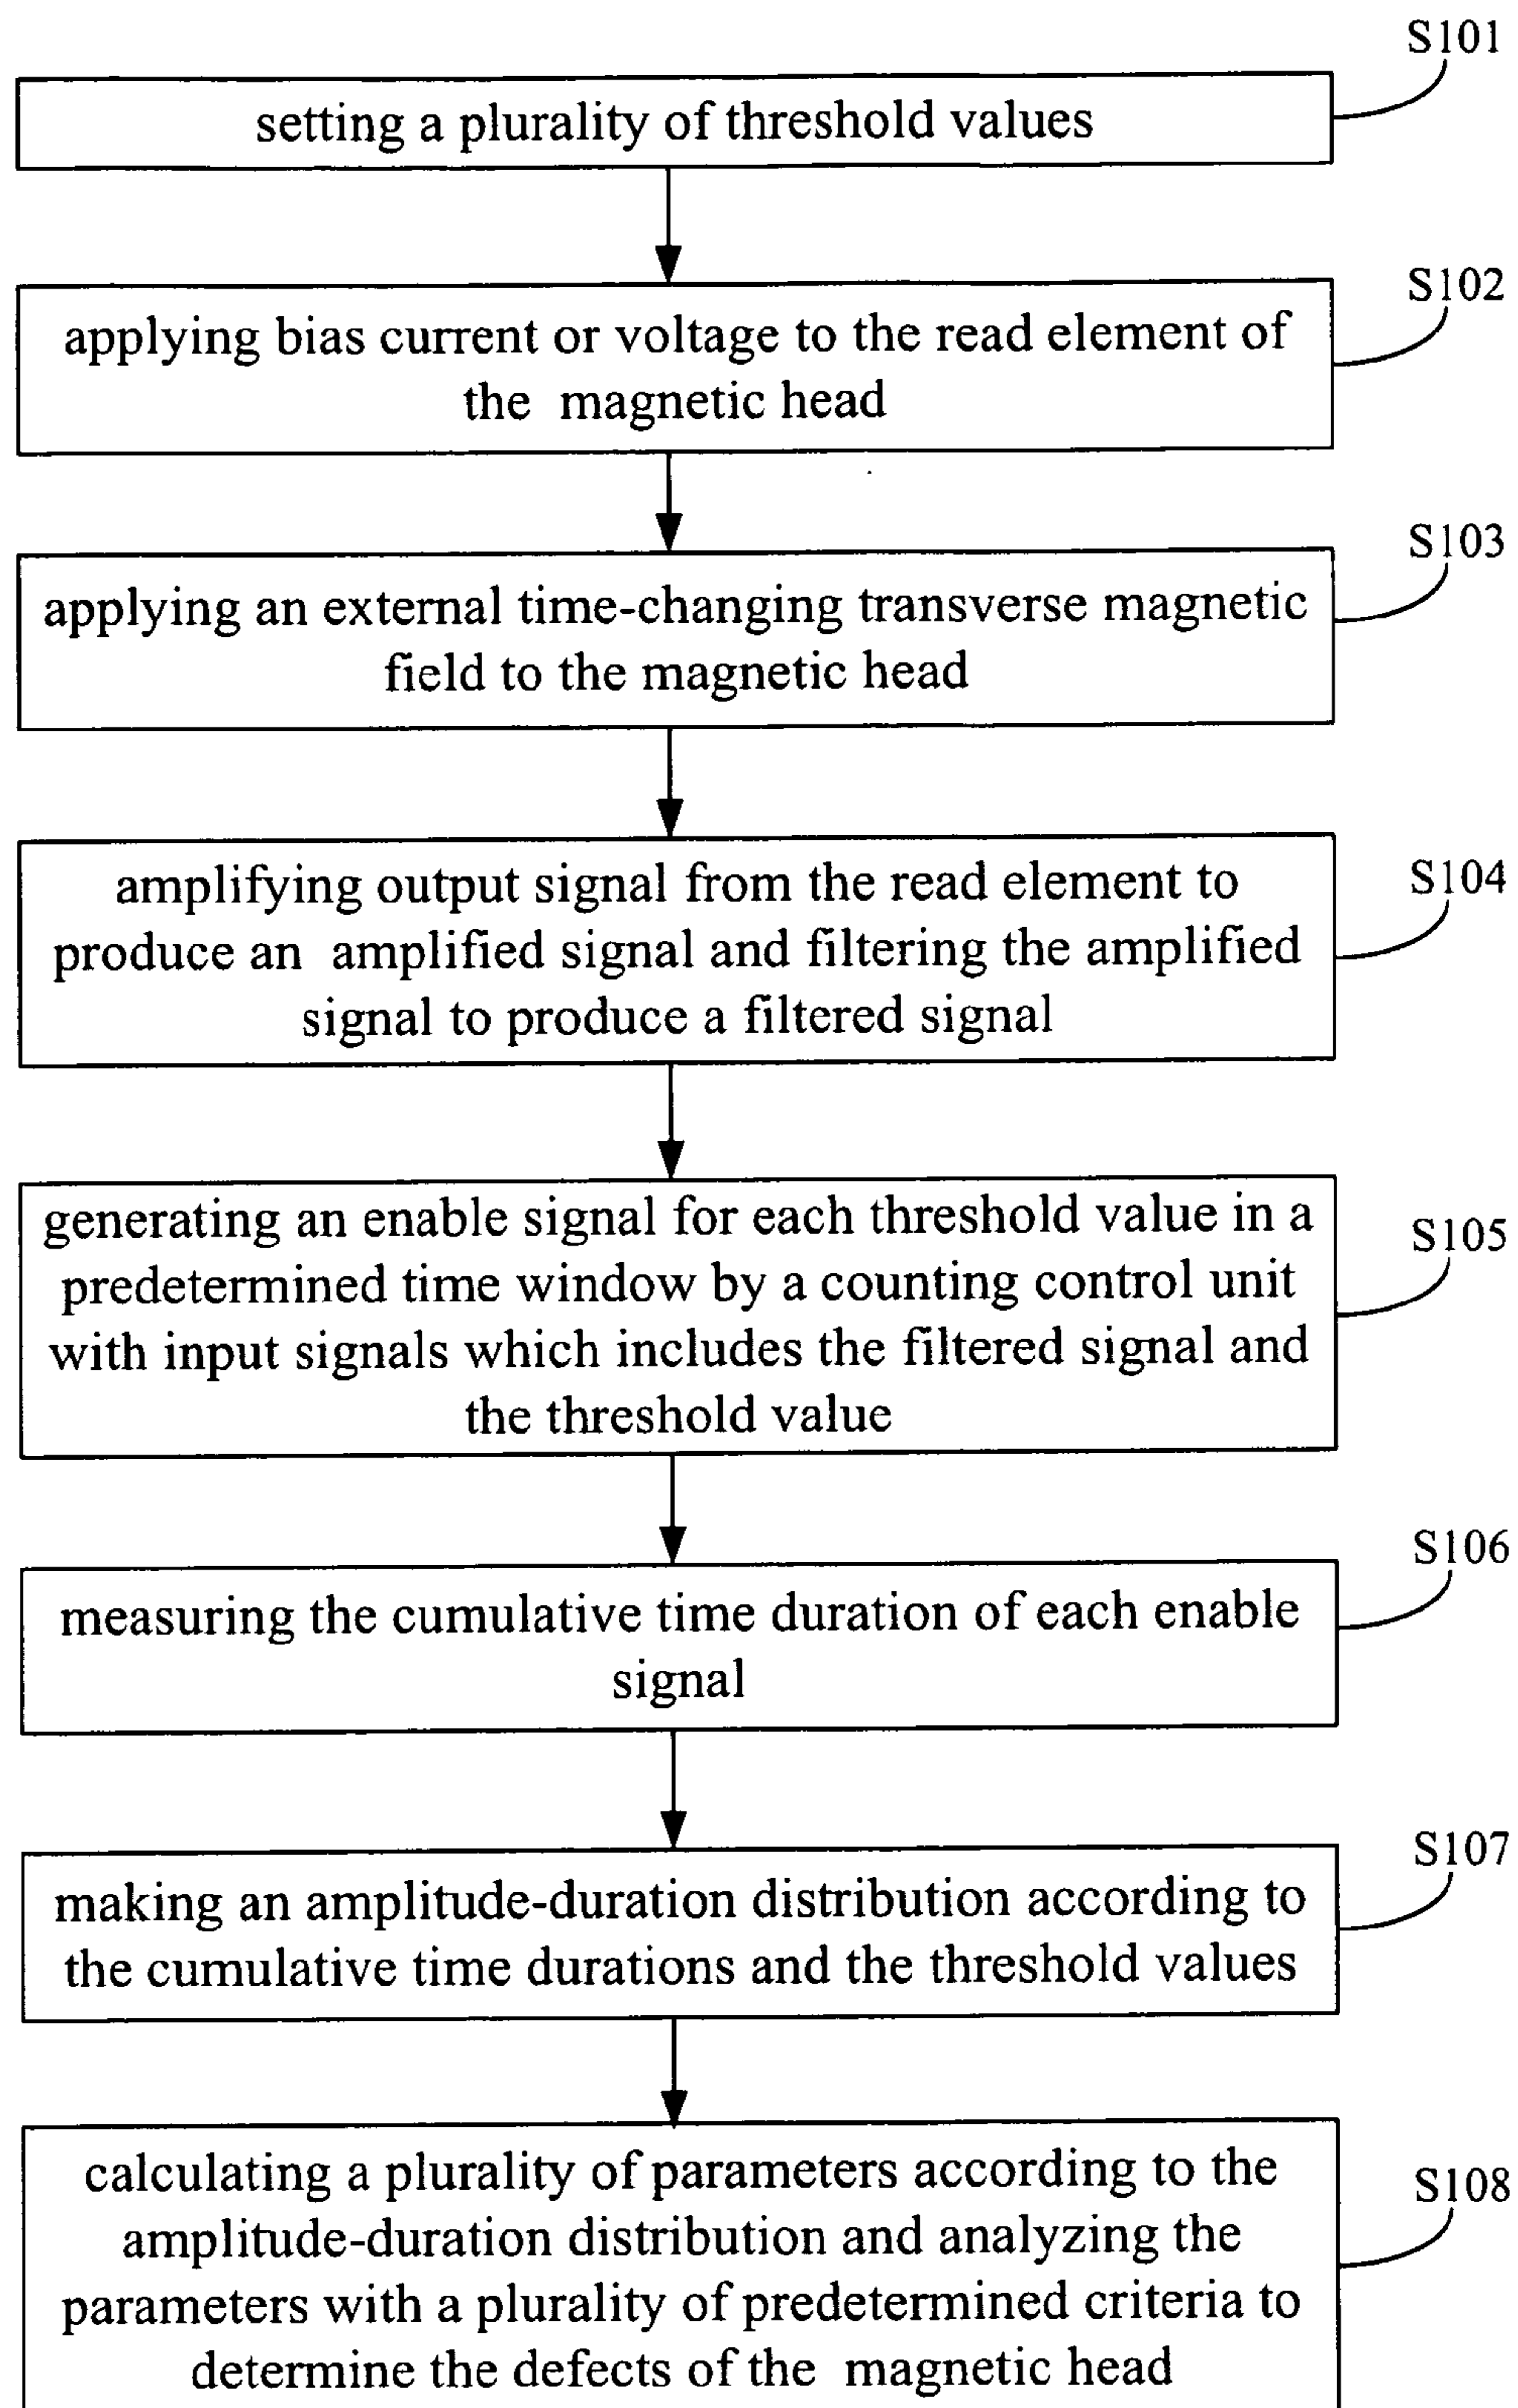 S101
setting a plurality of threshold values
S102
applying bias current or voltage to the read element of
the magnetic head
S103
applying an external time-changing transverse magnetic
field to the magnetic head
S104
amplifying output signal from the read element to
produce an amplified signal and filtering the amplified
signal to produce a filtered signal
S105
generating an enable signal for each threshold value in a
predetermined time window by a counting control unit
with input signals which includes the filtered signal and
the threshold value
S106
measuring the cumulative time duration of each enable
signal
S107
making an amplitude-duration distribution according to
the cumulative time durations and the threshold values
S108
calculating a plurality of parameters according to the
amplitude-duration distribution and analyzing the
parameters with a plurality of predetermined criteria to
determine the defects of the magnetic head